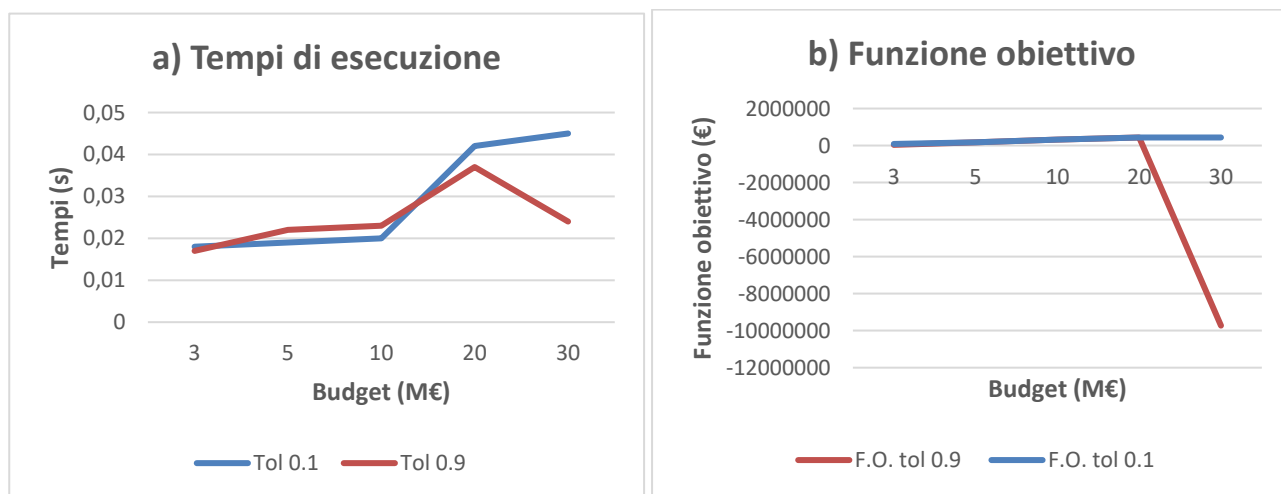 a) Tempi di esecuzione
0,05
0,04
0,03
0,02
0,01
0
Tempi (s)
3 5 10 20 30
Budget (M€)
Tol 0.1 Tol 0.9
b) Funzione obiettivo
2000000
0
-2000000
-4000000
-6000000
-8000000
-10000000
-12000000
Funzione obiettivo (€)
3 5 10 20 30
Budget (M€)
F.O. tol 0.9 F.O. tol 0.1